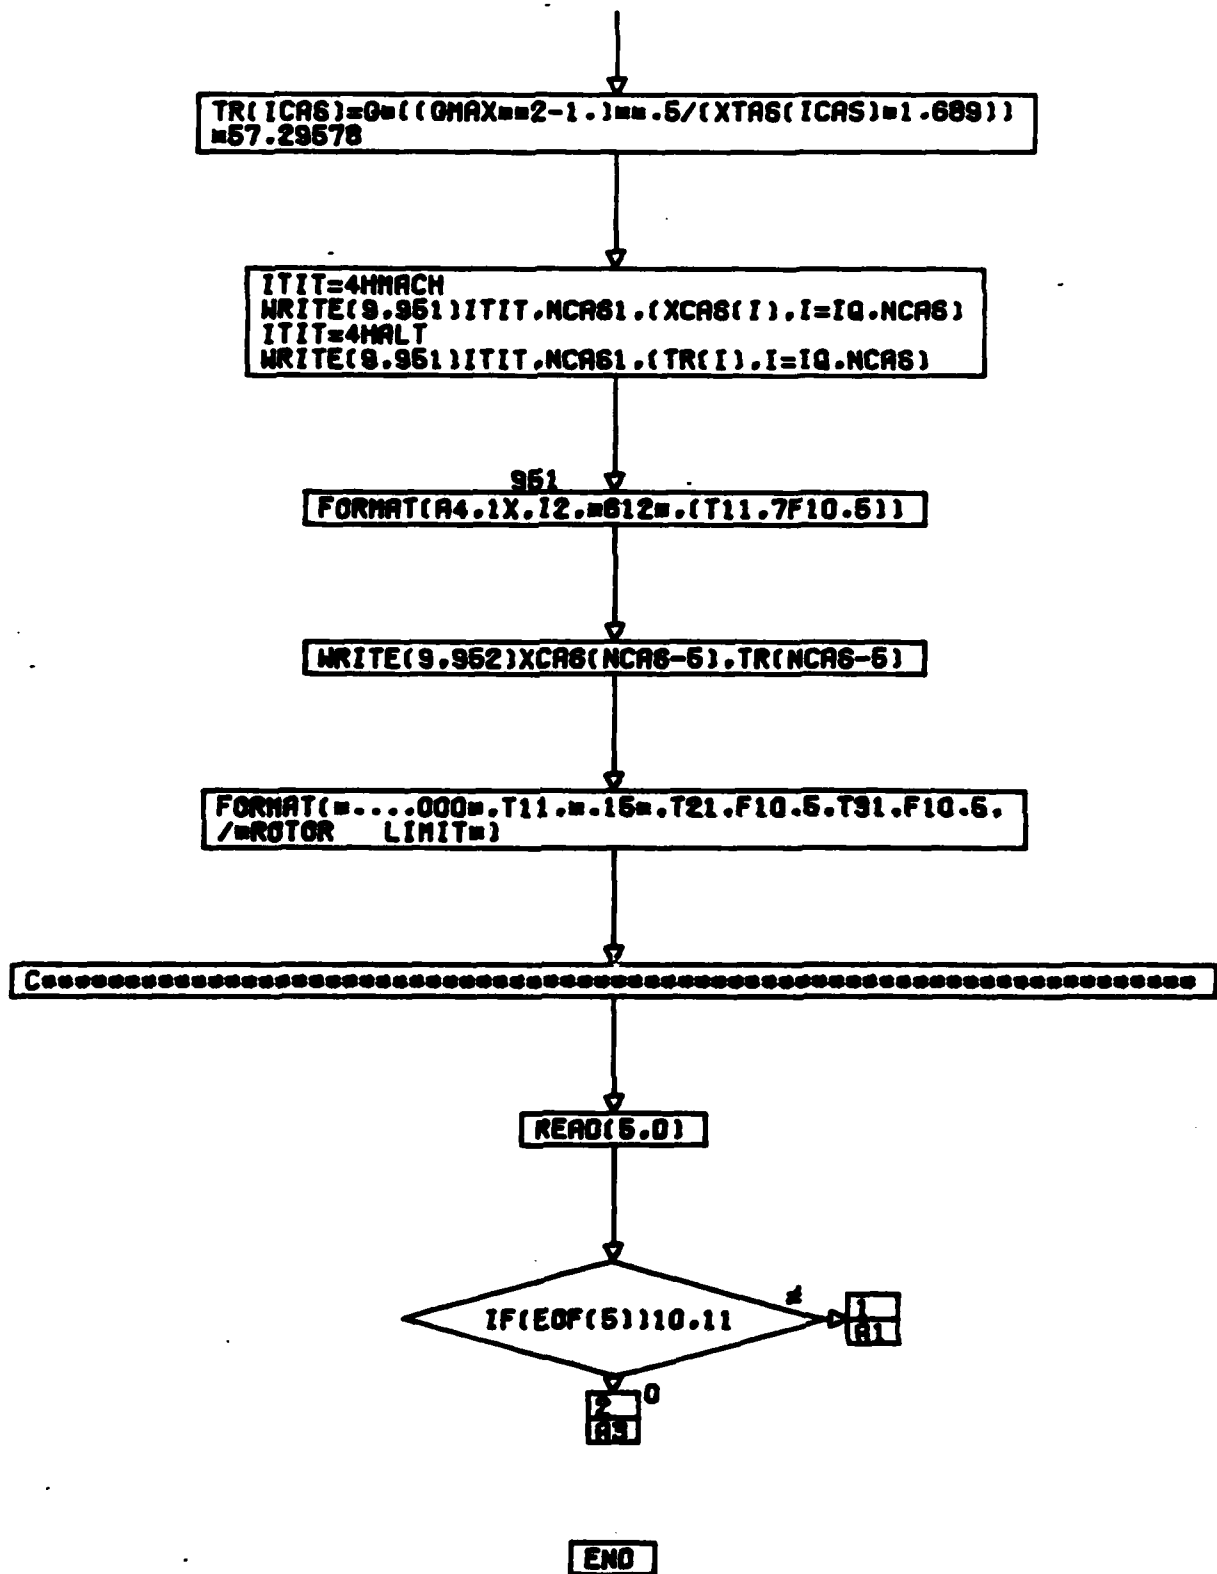 TR(ICAS)=G*((GMAX**2-1.)**.5/(XTAS(ICAS)*1.689))
*57.29578
ITIT=4HMACH
WRITE(9,951)ITIT,NCAS1,(XCAS(I),I=IQ,NCAS)
ITIT=4HALT
WRITE(9,951)ITIT,NCAS1,(TR(I),I=IQ,NCAS)
951
FORMAT(A4,1X,I2,*612*,(T11,7F10.5))
WRITE(9,952)XCAS(NCAS-5),TR(NCAS-5)
FORMAT(*....000*,T11,*.15*,T21,F10.5,T31,F10.5,
/*ROTOR   LIMIT*)
C**********************************************************************
READ(5,D)
IF(EOF(5))10,11
≠
1
A1
0
2
A3
END